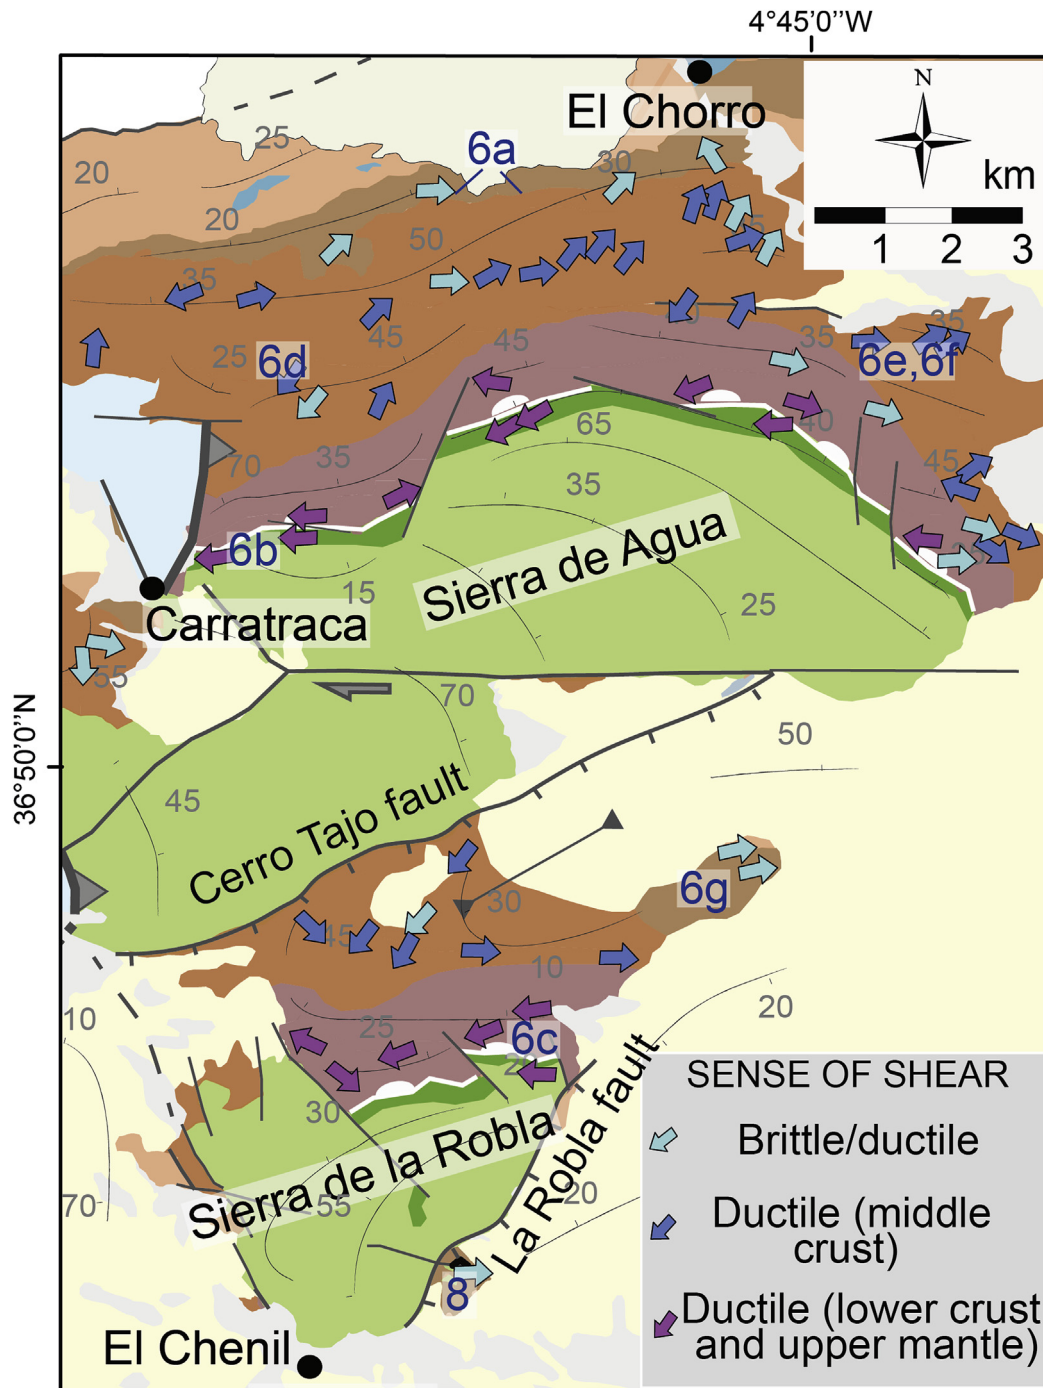 4°45'0''W
El Chorro
N
km
1 2 3
25
6a
30
20
20
50
35
45
45
35
35
6d
25
6e,6f
65
40
70
35
45
35
6b
Sierra de Agua
15
25
Carratraca
55
70
36°50'0''N
50
45
Cerro Tajo fault
6g
30
45
10
20
10
25
6c
30
La Robla fault
Sierra de la Robla
55
20
70
8
El Chenil
SENSE OF SHEAR
Brittle/ductile
Ductile (middle
crust)
Ductile (lower crust
and upper mantle)